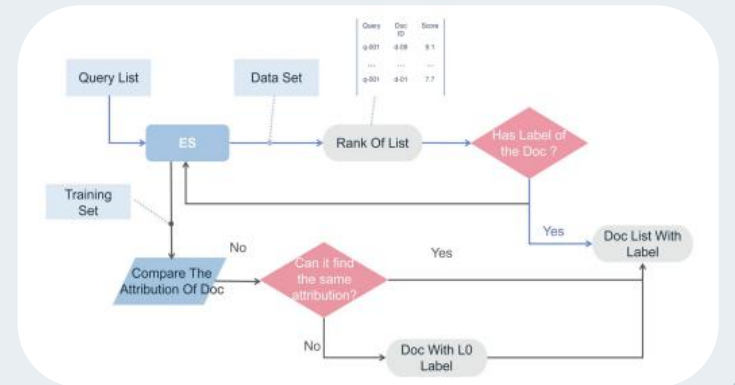 Query Doc ID Score
q-001 d-09 9.1
... ... ...
q-001 d-01 7.7
Query List
Data Set
ES
Rank Of List
Has Label of
the Doc ?
Training
Set
Yes
Doc List With
Label
No
Yes
Compare The
Attribution Of Doc
Can it find
the same
attribution?
No
Doc With L0
Label